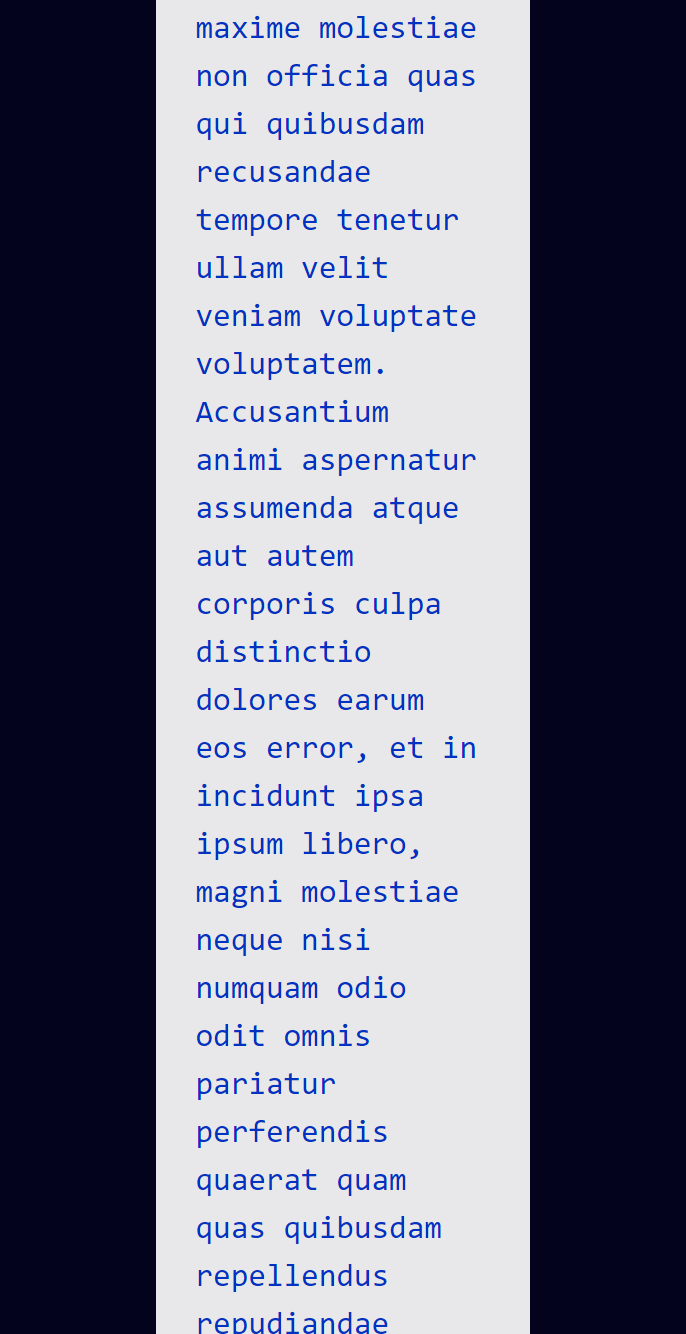 maxime molestiae
non officia quas
qui quibusdam
recusandae
tempore tenetur
ullam velit
veniam voluptate
voluptatem.
Accusantium
animi aspernatur
assumenda atque
aut autem
corporis culpa
distinctio
dolores earum
eos error, et in
incidunt ipsa
ipsum libero,
magni molestiae
neque nisi
numquam odio
odit omnis
pariatur
perferendis
quaerat quam
quas quibusdam
repellendus
repudiandae